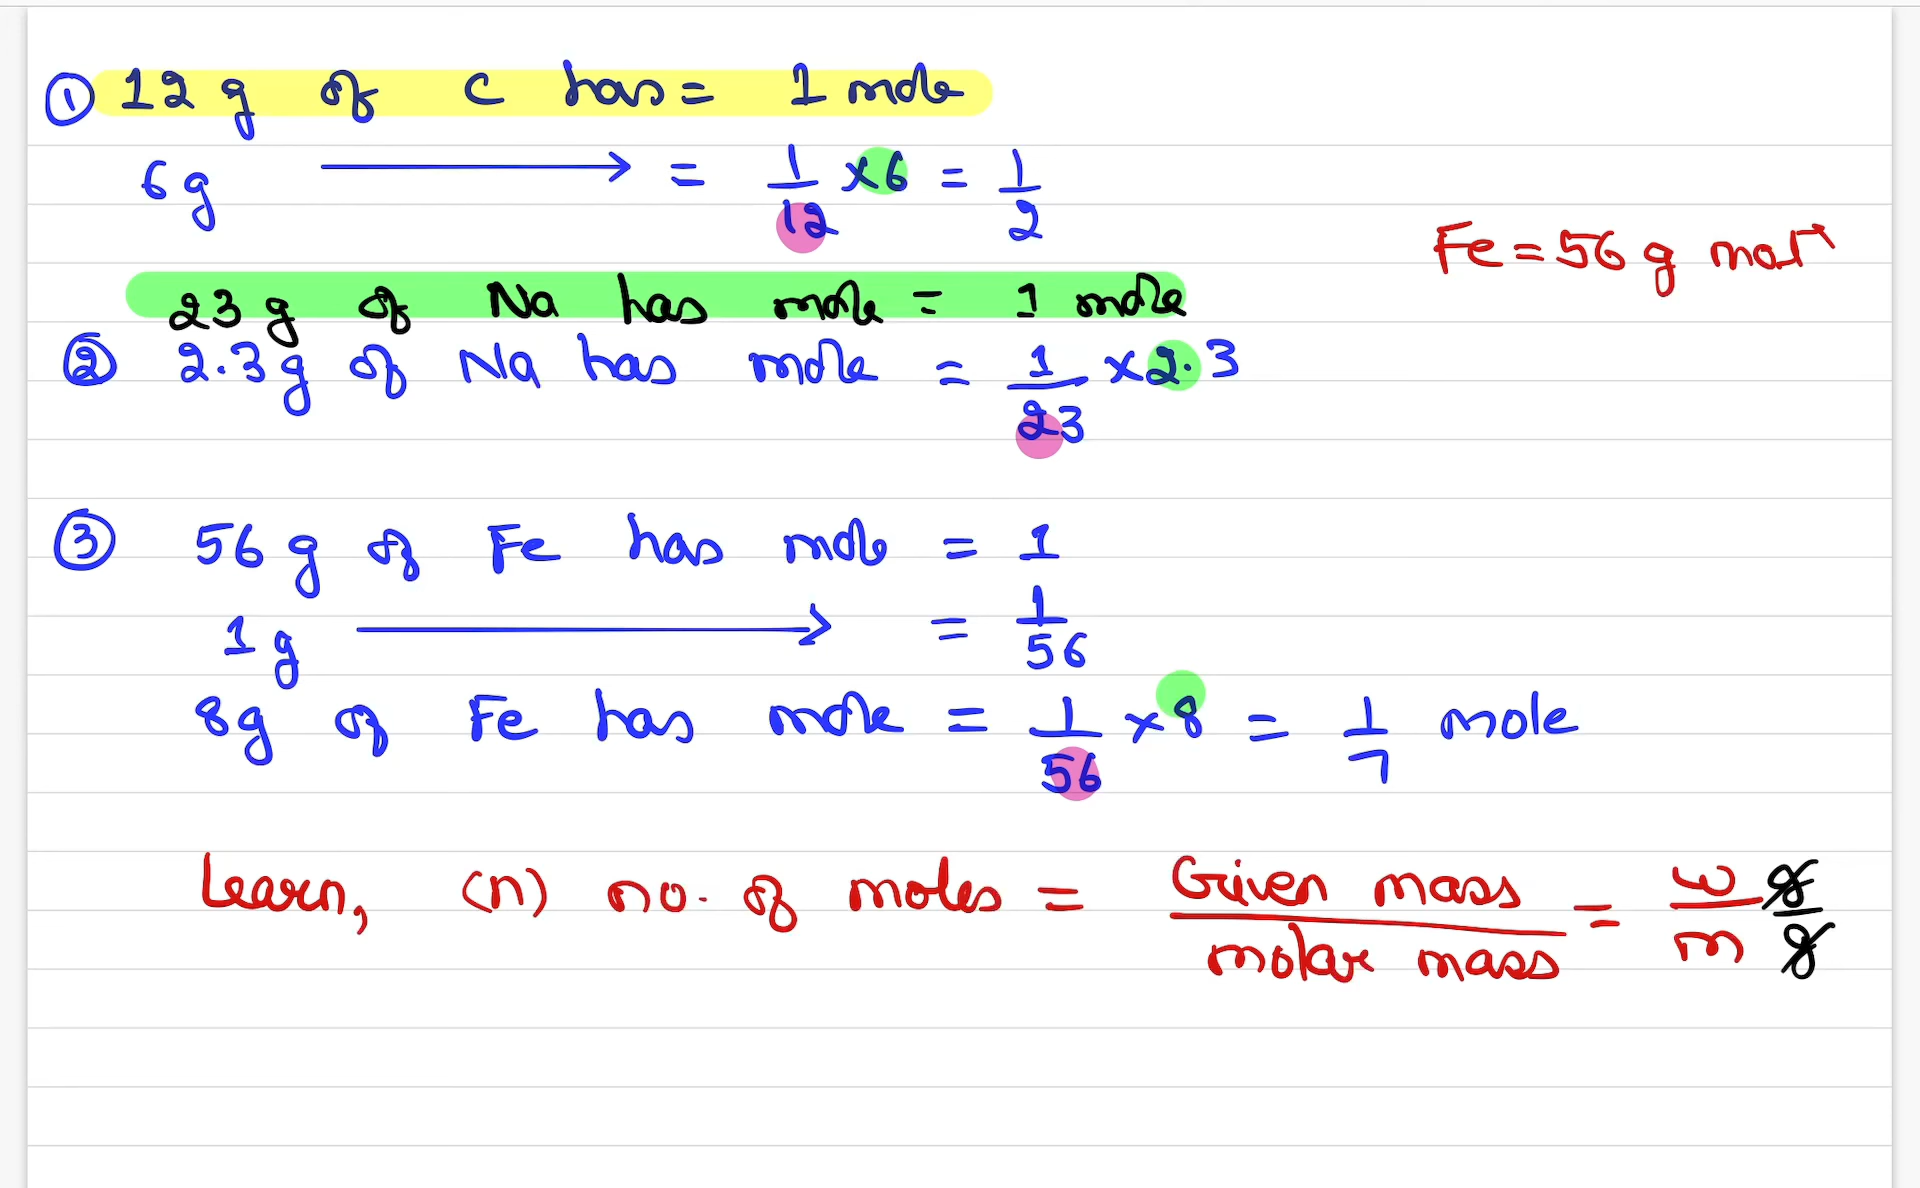 ① 12 g of C has = 1 mole
6 g ⟶ = 1/12 ×6 = 1/2
Fe = 56 g mol⁻¹
23 g of Na has mole = 1 mole
② 2.3 g of Na has mole = 1/23 ×2.3
③ 56 g of Fe has mole = 1
1 g ⟶ = 1/56
8g of Fe has mole = 1/56 ×8 = 1/7 mole
Learn, (n) no. of moles = Given mass/molar mass = w/m g/g